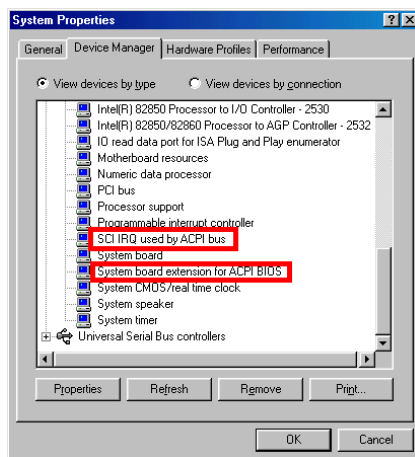 System Properties
General Device Manager Hardware Profiles Performance
View devices by type View devices by connection
Intel(R) 82850 Processor to I/O Controller - 2530
Intel(R) 82850/82860 Processor to AGP Controller - 2532
IO read data port for ISA Plug and Play enumerator
Motherboard resources
Numeric data processor
PCI bus
Processor support
Programmable interrupt controller
SCI IRQ used by ACPI bus
System board
System board extension for ACPI BIOS
System CMOS/real time clock
System speaker
System timer
Universal Serial Bus controllers
Properties Refresh Remove Print...
OK Cancel